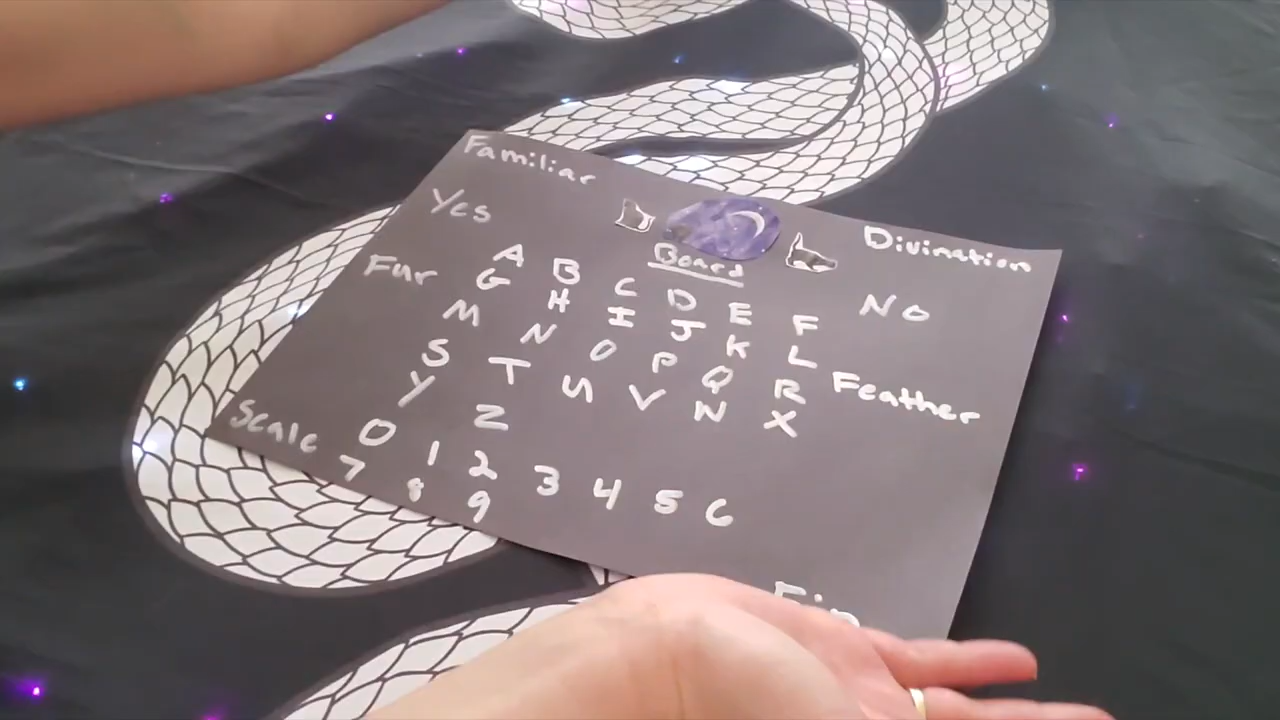 Familiar Divination
Board
Yes No
Fur Feather
A B C D E F
G H I J K L
M N O P Q R
S T U V W X
Y Z
0 1 2 3 4 5 6
7 8 9
Scale